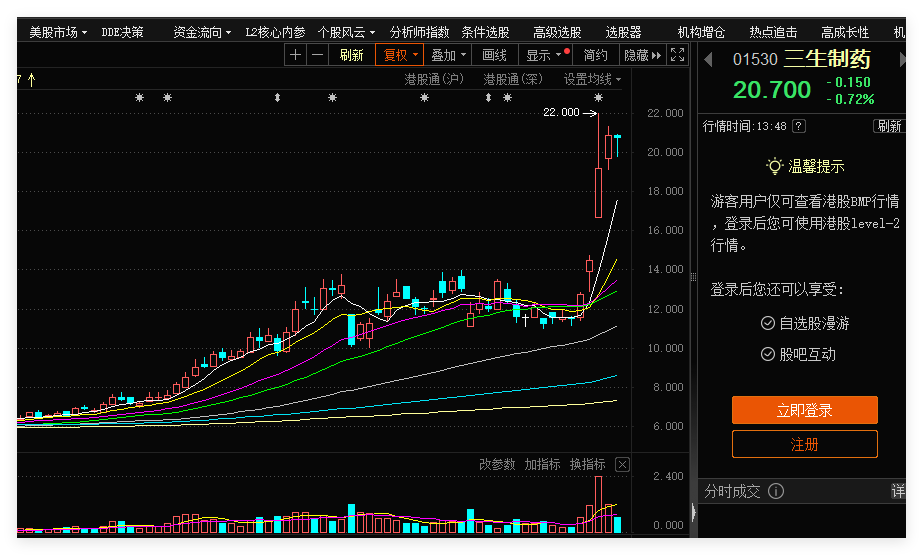 美股市场 DDE决策 资金流向 L2核心内参 个股风云 分析师指数 条件选股 高级选股 选股器 机构增仓 热点追击 高成长性 机
刷新 复权 叠加 画线 显示 简约 隐藏
7 港股通(沪) 港股通(深) 设置均线
01530 三生制药
20.700 -0.150
-0.72%
行情时间:13:48 ? 刷新
22.000
22.000
20.000
18.000
16.000
14.000
12.000
10.000
8.000
6.000
温馨提示
游客用户仅可查看港股BMP行情
，登录后您可使用港股level-2
行情。
登录后您还可以享受:
自选股漫游
股吧互动
立即登录
注册
改参数 加指标 换指标
2.400
0.000
分时成交 详